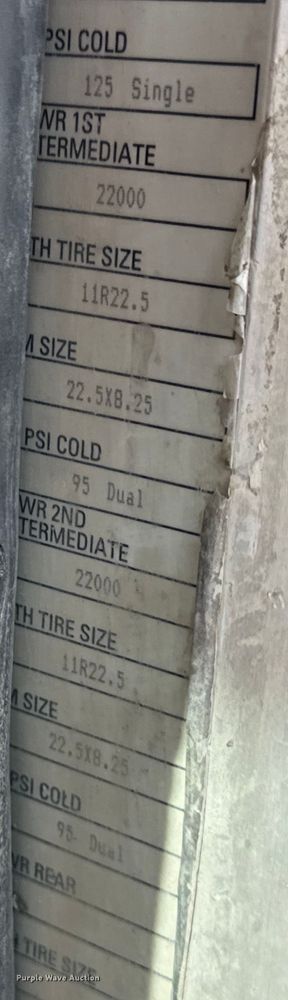 PSI COLD
125 Single
WR 1ST
TERMEDIATE
22000
TH TIRE SIZE
11R22.5
M SIZE
22.5X8.25
PSI COLD
95 Dual
WR 2ND
TERMEDIATE
22000
TH TIRE SIZE
11R22.5
M SIZE
22.5X8.25
PSI COLD
95 Dual
WR REAR
TIRE SIZE
Purple Wave Auction